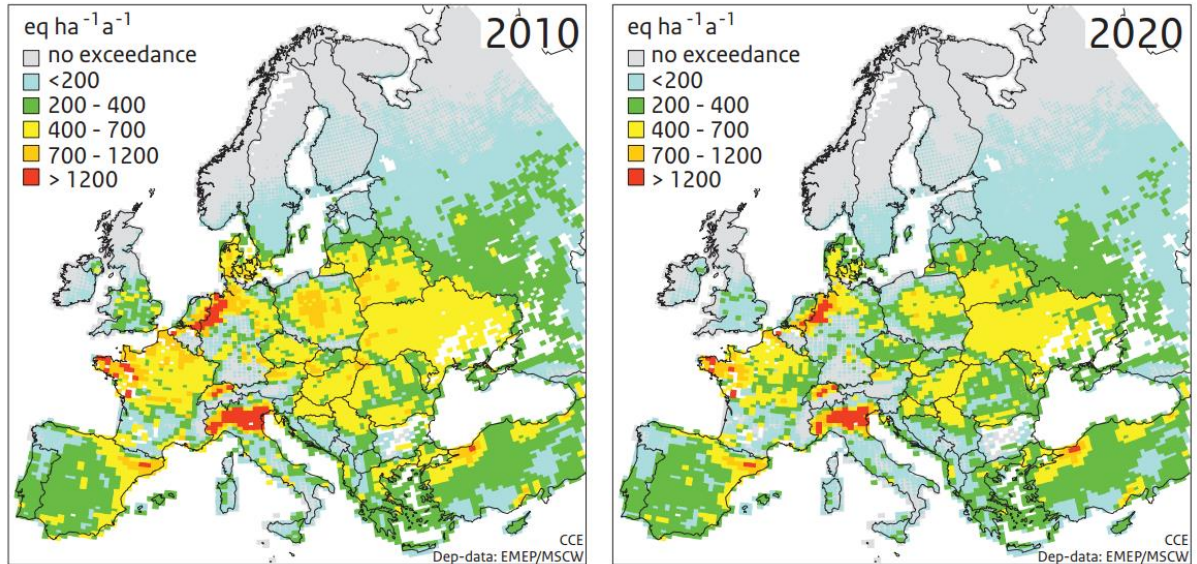 eq ha -1a-1
2010
no exceedance
<200
200 - 400
400 - 700
700 - 1200
> 1200
CCE
Dep-data: EMEP/MSCW
eq ha -1a-1
2020
no exceedance
<200
200 - 400
400 - 700
700 - 1200
> 1200
CCE
Dep-data: EMEP/MSCW